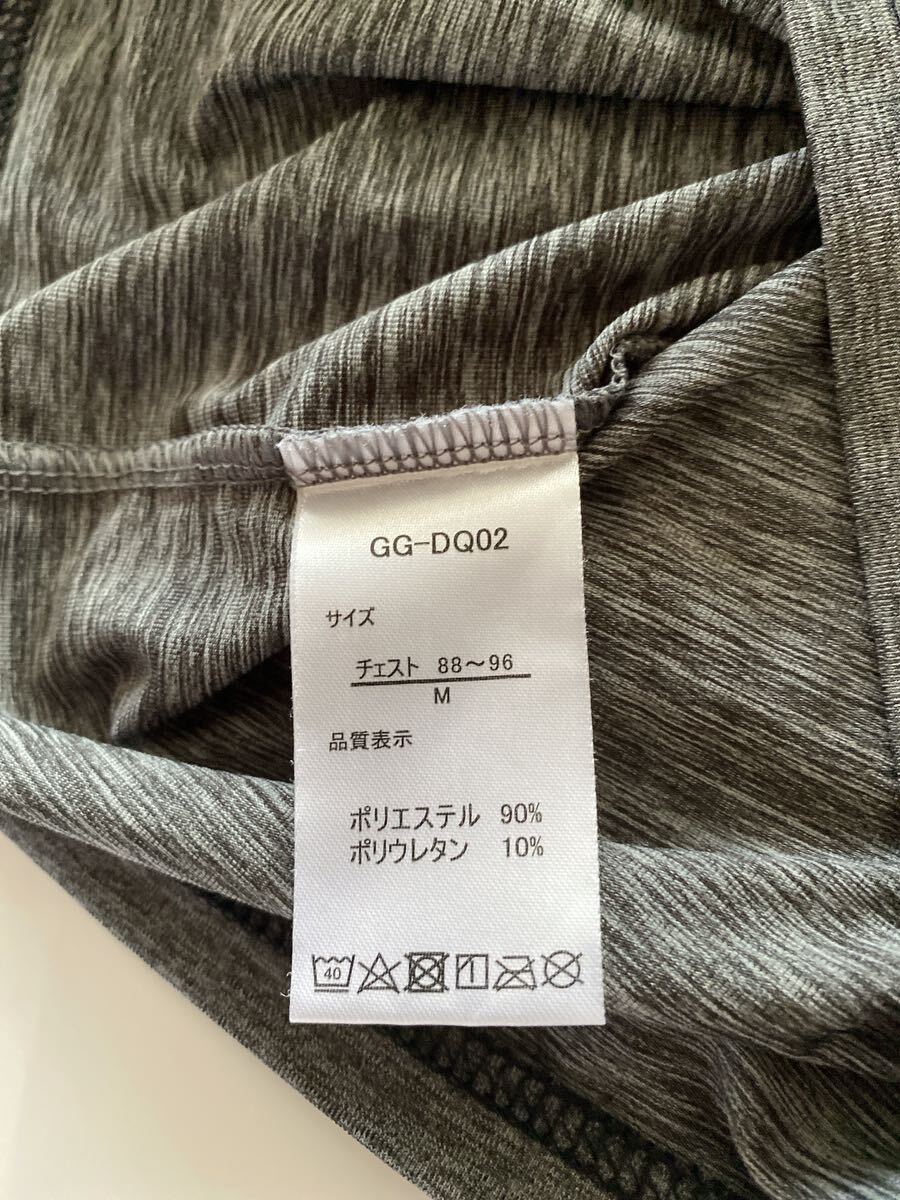 GG-DQ02
サイズ
チェスト 88～96
M
品質表示
ポリエステル 90%
ポリウレタン 10%
40